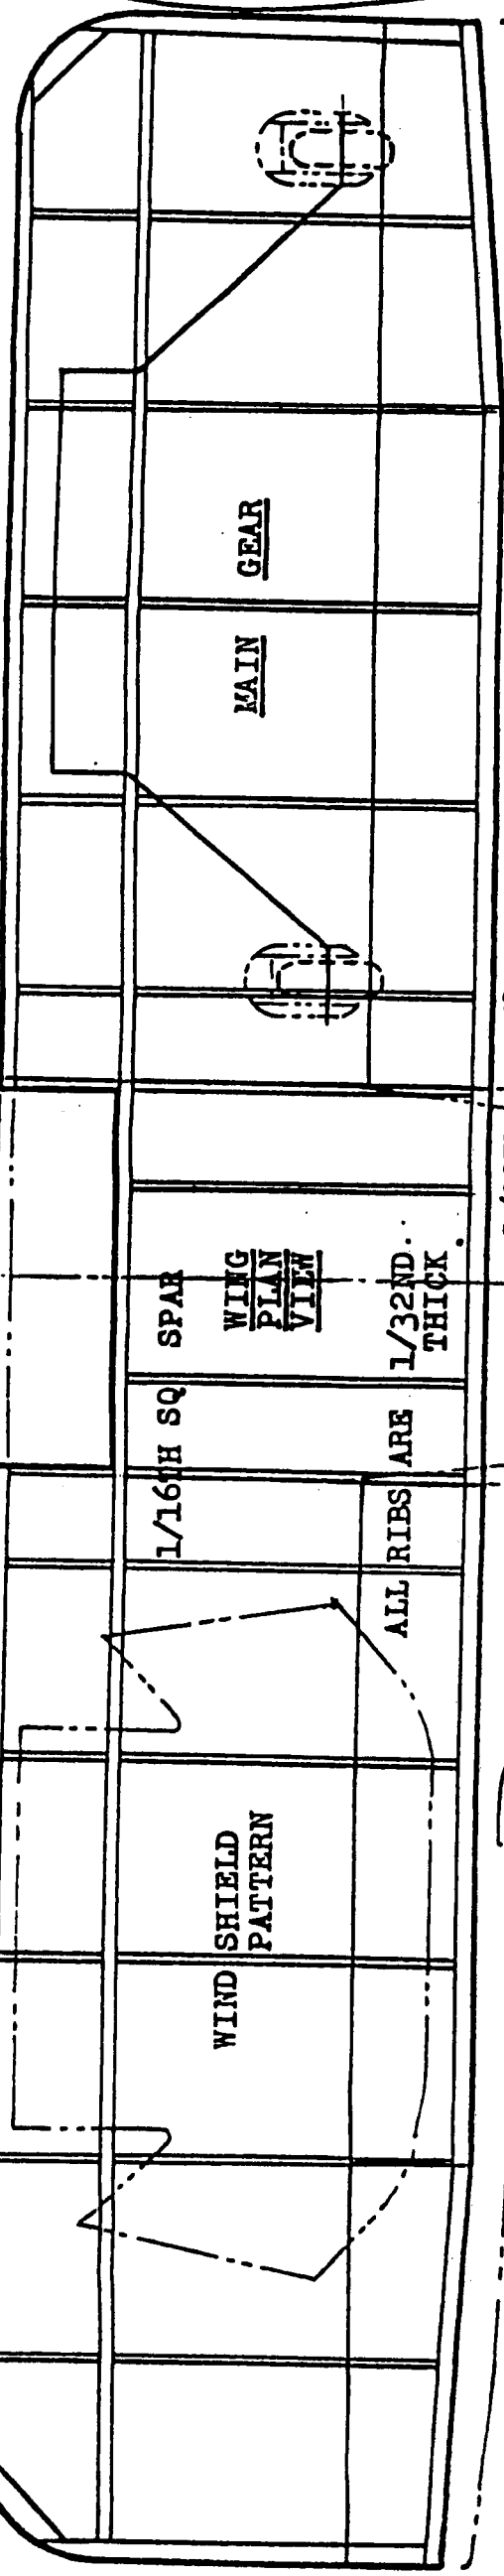 MAIN GEAR
1/16TH SQ SPAR
WING
PLAN
VIEW
ALL RIBS ARE 1/32ND.
THICK.
WIND SHIELD
PATTERN